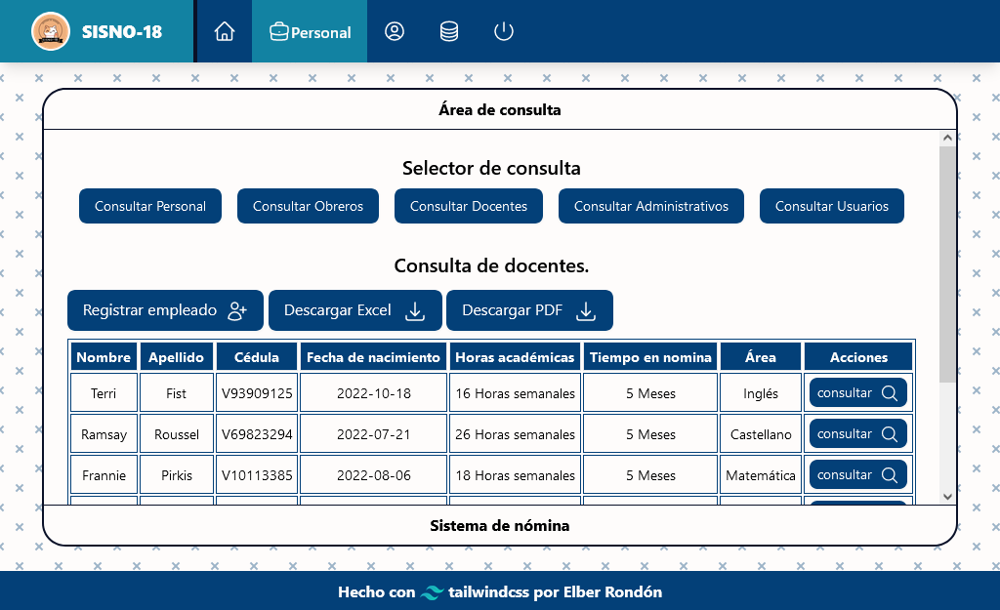 SISNO-18 Personal
Área de consulta
Selector de consulta
Consultar Personal Consultar Obreros Consultar Docentes Consultar Administrativos Consultar Usuarios
Consulta de docentes.
Registrar empleado Descargar Excel Descargar PDF
Nombre Apellido Cédula Fecha de nacimiento Horas académicas Tiempo en nomina Área Acciones
Terri Fist V93909125 2022-10-18 16 Horas semanales 5 Meses Inglés consultar
Ramsay Roussel V69823294 2022-07-21 26 Horas semanales 5 Meses Castellano consultar
Frannie Pirkis V10113385 2022-08-06 18 Horas semanales 5 Meses Matemática consultar
Sistema de nómina
Hecho con tailwindcss por Elber Rondón